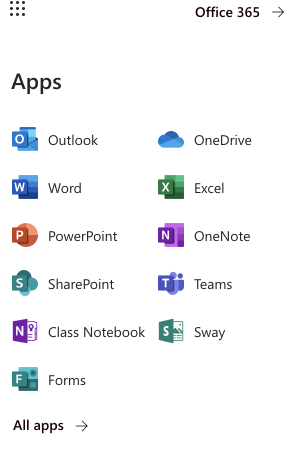 Office 365
Apps
Outlook
OneDrive
Word
Excel
PowerPoint
OneNote
SharePoint
Teams
Class Notebook
Sway
Forms
All apps